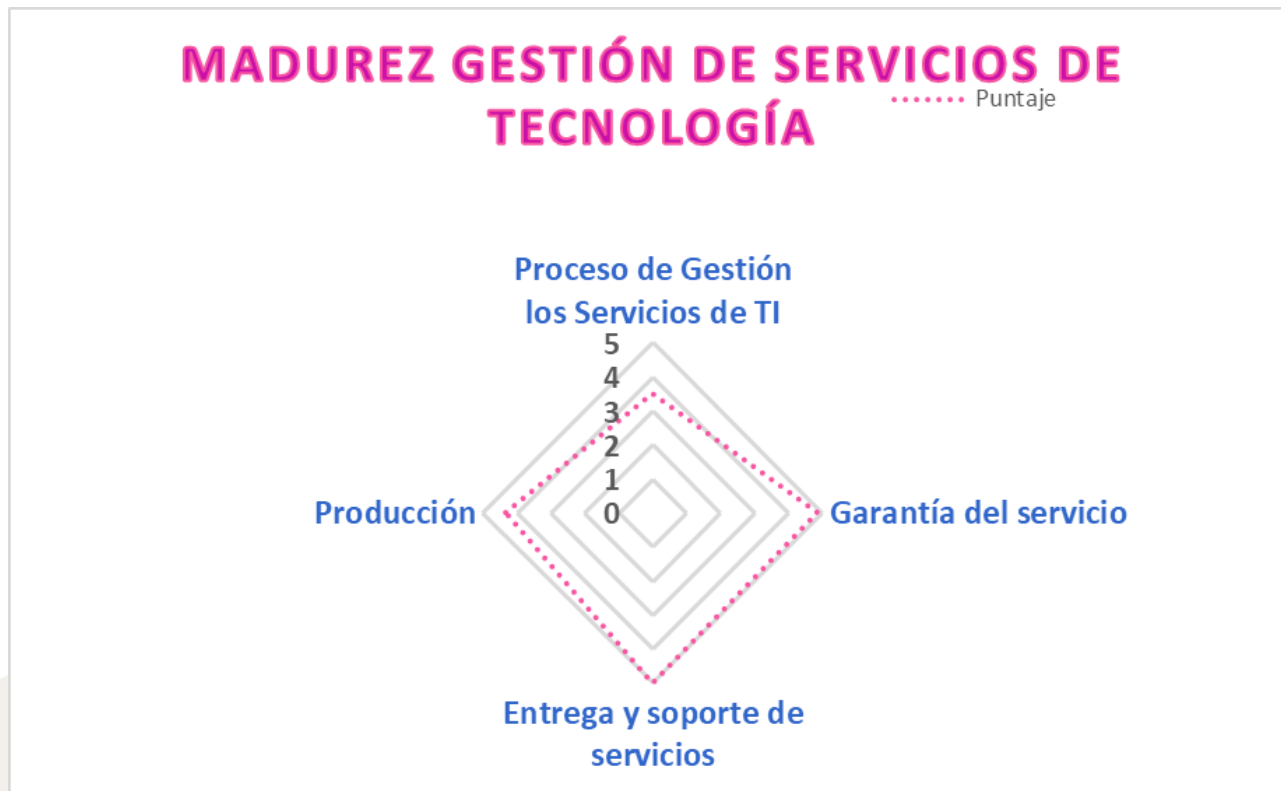 MADUREZ GESTIÓN DE SERVICIOS DE
TECNOLOGÍA
Puntaje
Proceso de Gestión
los Servicios de TI
5
4
3
2
1
0
Producción
Garantía del servicio
Entrega y soporte de
servicios